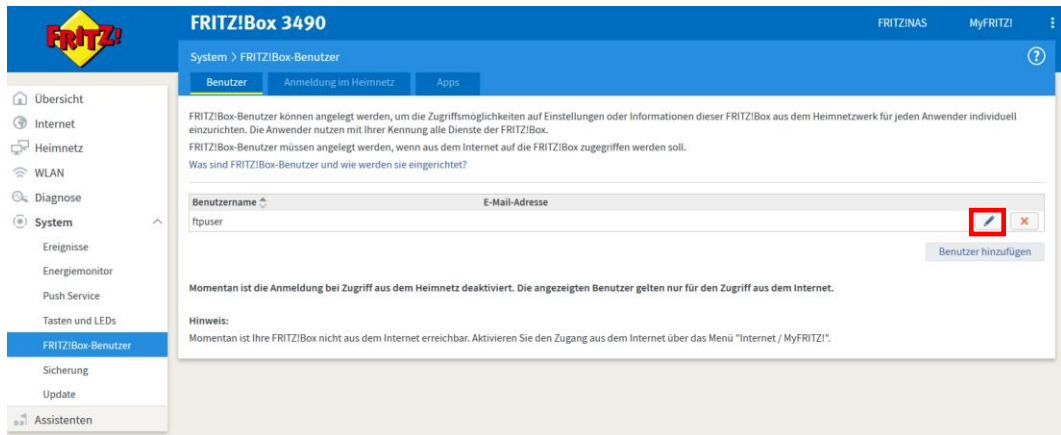 FRITZ!
FRITZ!Box 3490
FRITZ!NAS
MyFRITZ!
System > FRITZ!Box-Benutzer
Benutzer
Anmeldung im Heimnetz
Apps
Übersicht
Internet
Heimnetz
WLAN
Diagnose
System
Ereignisse
Energiemonitor
Push Service
Tasten und LEDs
FRITZ!Box-Benutzer
Sicherung
Update
Assistenten
FRITZ!Box-Benutzer können angelegt werden, um die Zugriffsmöglichkeiten auf Einstellungen oder Informationen dieser FRITZ!Box aus dem Heimnetzwerk für jeden Anwender individuell
einzurichten. Die Anwender nutzen mit Ihrer Kennung alle Dienste der FRITZ!Box.
FRITZ!Box-Benutzer müssen angelegt werden, wenn aus dem Internet auf die FRITZ!Box zugegriffen werden soll.
Was sind FRITZ!Box-Benutzer und wie werden sie eingerichtet?
Benutzername
E-Mail-Adresse
ftpuser
Benutzer hinzufügen
Momentan ist die Anmeldung bei Zugriff aus dem Heimnetz deaktiviert. Die angezeigten Benutzer gelten nur für den Zugriff aus dem Internet.
Hinweis:
Momentan ist Ihre FRITZ!Box nicht aus dem Internet erreichbar. Aktivieren Sie den Zugang aus dem Internet über das Menü "Internet / MyFRITZ!".